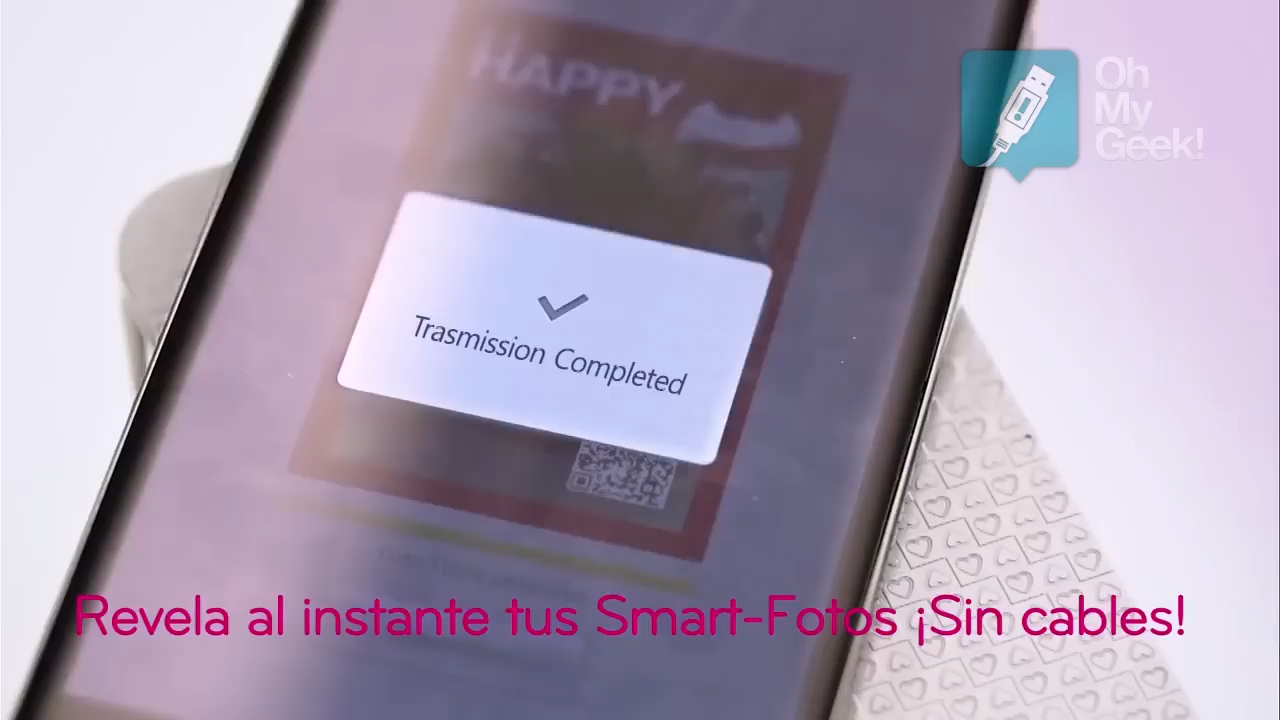 HAPPY
Oh
My
Geek!
Trasmission Completed
Revela al instante tus Smart-Fotos ¡Sin cables!